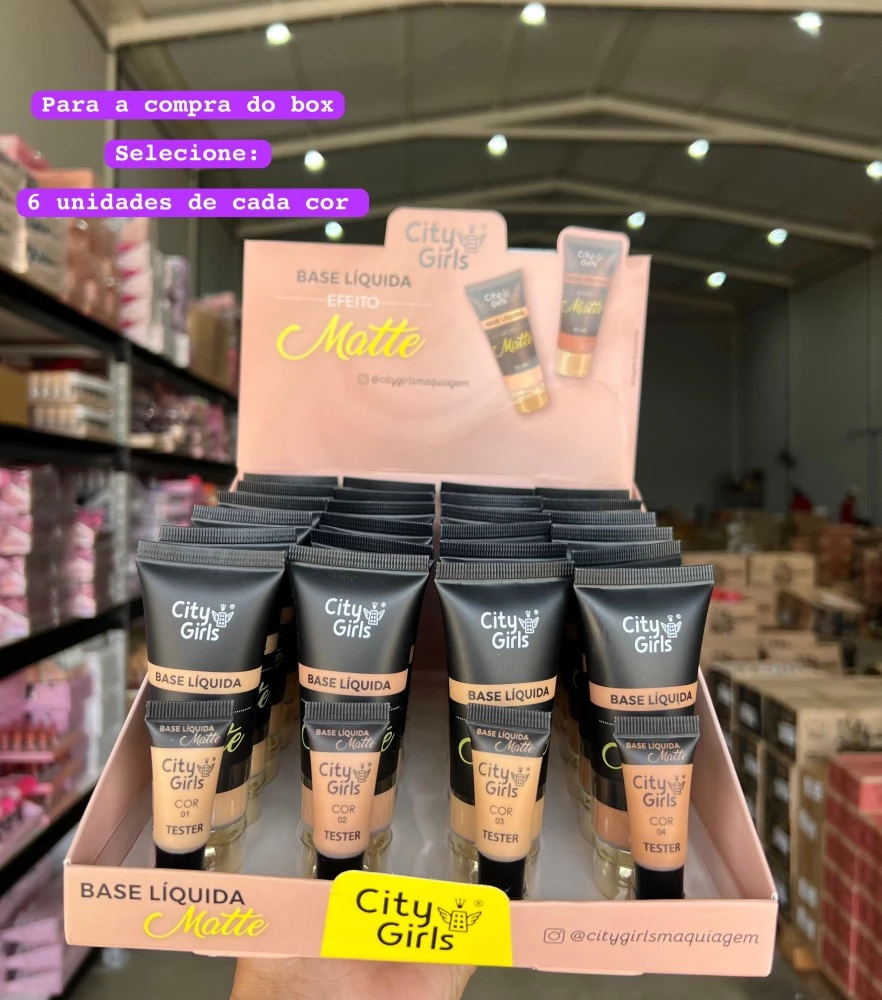 Para a compra do box
Selecione:
6 unidades de cada cor
City
Girls
BASE LÍQUIDA
EFEITO
Matte
@citygirlsmaquiagem
City
Girls
BASE LÍQUIDA
Matte
City
Girls
Matte
City
Girls®
BASE LÍQUIDA
City
Girls®
BASE LÍQUIDA
City
Girls®
BASE LÍQUIDA
City
Girls®
BASE LÍQUIDA
BASE LÍQUIDA
Matte
City
Girls
COR
01
TESTER
BASE LÍQUIDA
Matte
City
Girls
COR
02
TESTER
BASE LÍQUIDA
Matte
City
Girls
COR
03
TESTER
BASE LÍQUIDA
Matte
City
Girls
COR
04
TESTER
BASE LÍQUIDA
Matte
City
Girls®
@citygirlsmaquiagem